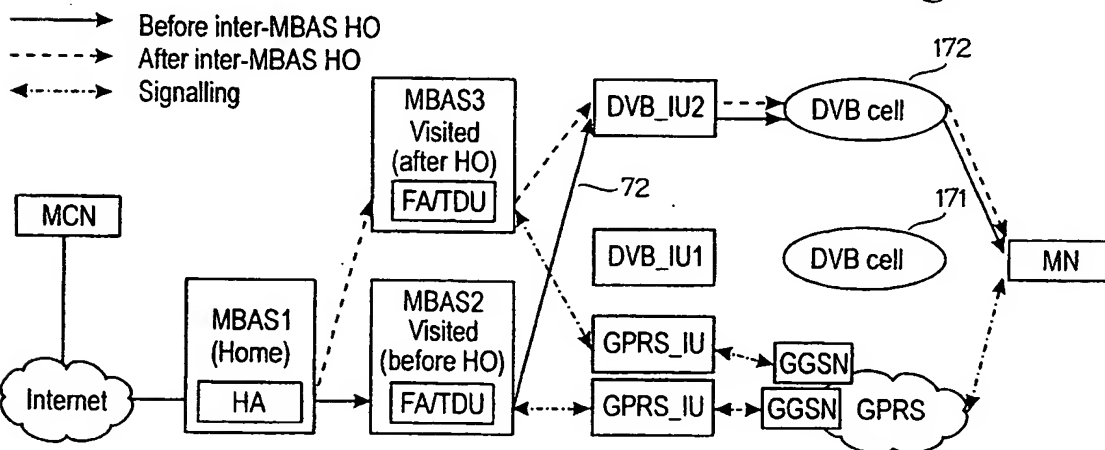 Before inter-MBAS HO
After inter-MBAS HO
Signalling
172
MBAS3
Visited
(after HO)
FA/TDU
DVB_IU2
DVB cell
72
MCN
171
DVB_IU1
DVB cell
MN
MBAS1
(Home)
HA
MBAS2
Visited
(before HO)
FA/TDU
GPRS_IU
GGSN
Internet
GPRS_IU
GGSN
GPRS